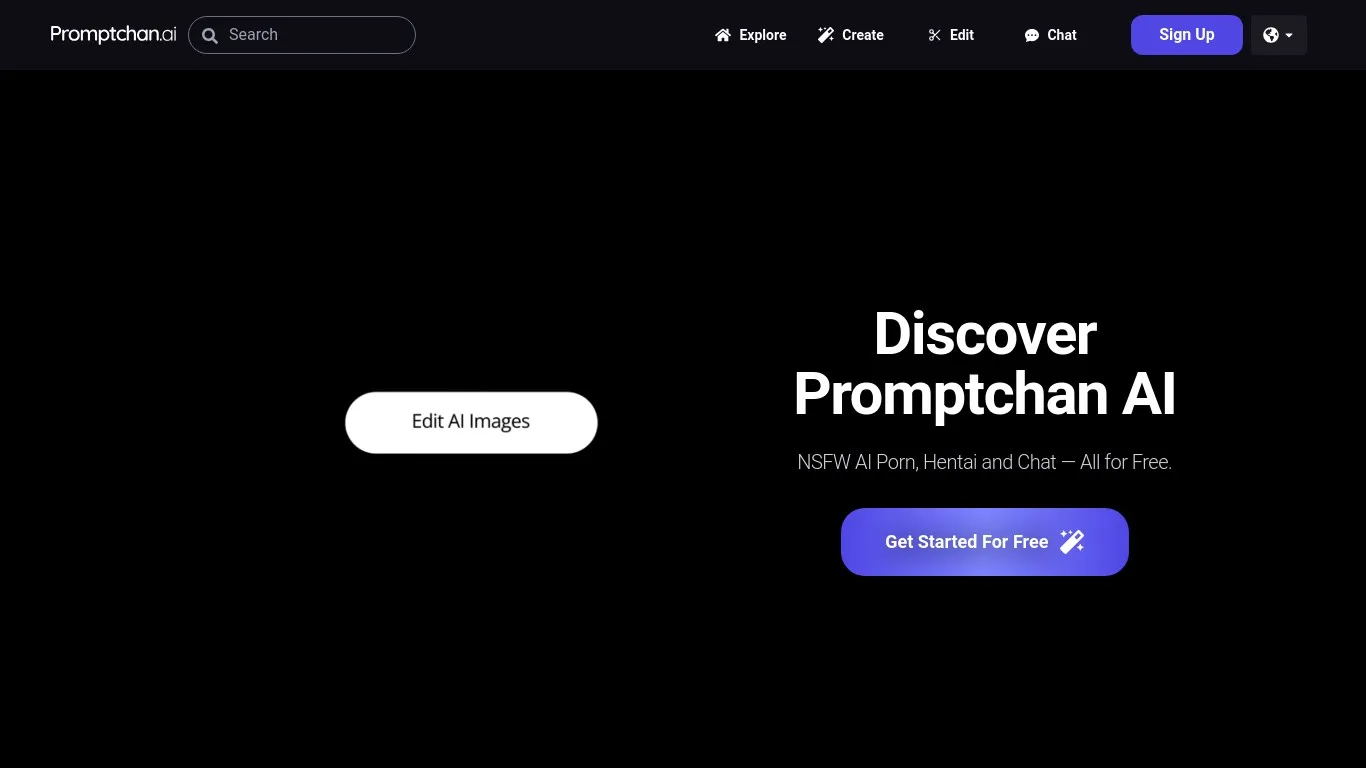 Promptchan.ai
Search
Explore
Create
Edit
Chat
Sign Up
Edit AI Images
Discover
Promptchan AI
NSFW AI Porn, Hentai and Chat — All for Free.
Get Started For Free